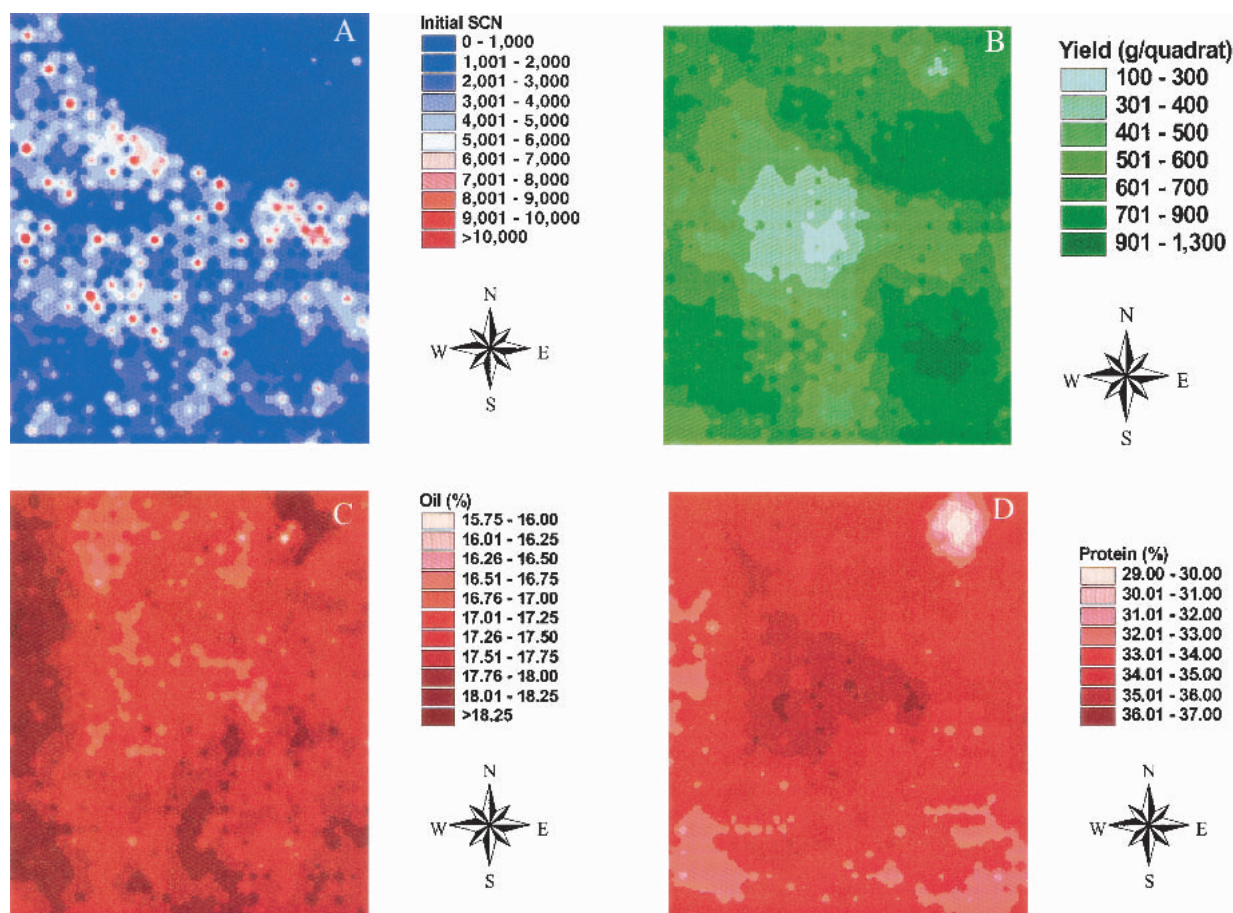 A
Initial SCN
0 - 1,000
1,001 - 2,000
2,001 - 3,000
3,001 - 4,000
4,001 - 5,000
5,001 - 6,000
6,001 - 7,000
7,001 - 8,000
8,001 - 9,000
9,001 - 10,000
>10,000
N
W E
S
B
Yield (g/quadrat)
100 - 300
301 - 400
401 - 500
501 - 600
601 - 700
701 - 900
901 - 1,300
N
W E
S
C
Oil (%)
15.75 - 16.00
16.01 - 16.25
16.26 - 16.50
16.51 - 16.75
16.76 - 17.00
17.01 - 17.25
17.26 - 17.50
17.51 - 17.75
17.76 - 18.00
18.01 - 18.25
>18.25
N
W E
S
D
Protein (%)
29.00 - 30.00
30.01 - 31.00
31.01 - 32.00
32.01 - 33.00
33.01 - 34.00
34.01 - 35.00
35.01 - 36.00
36.01 - 37.00
N
W E
S